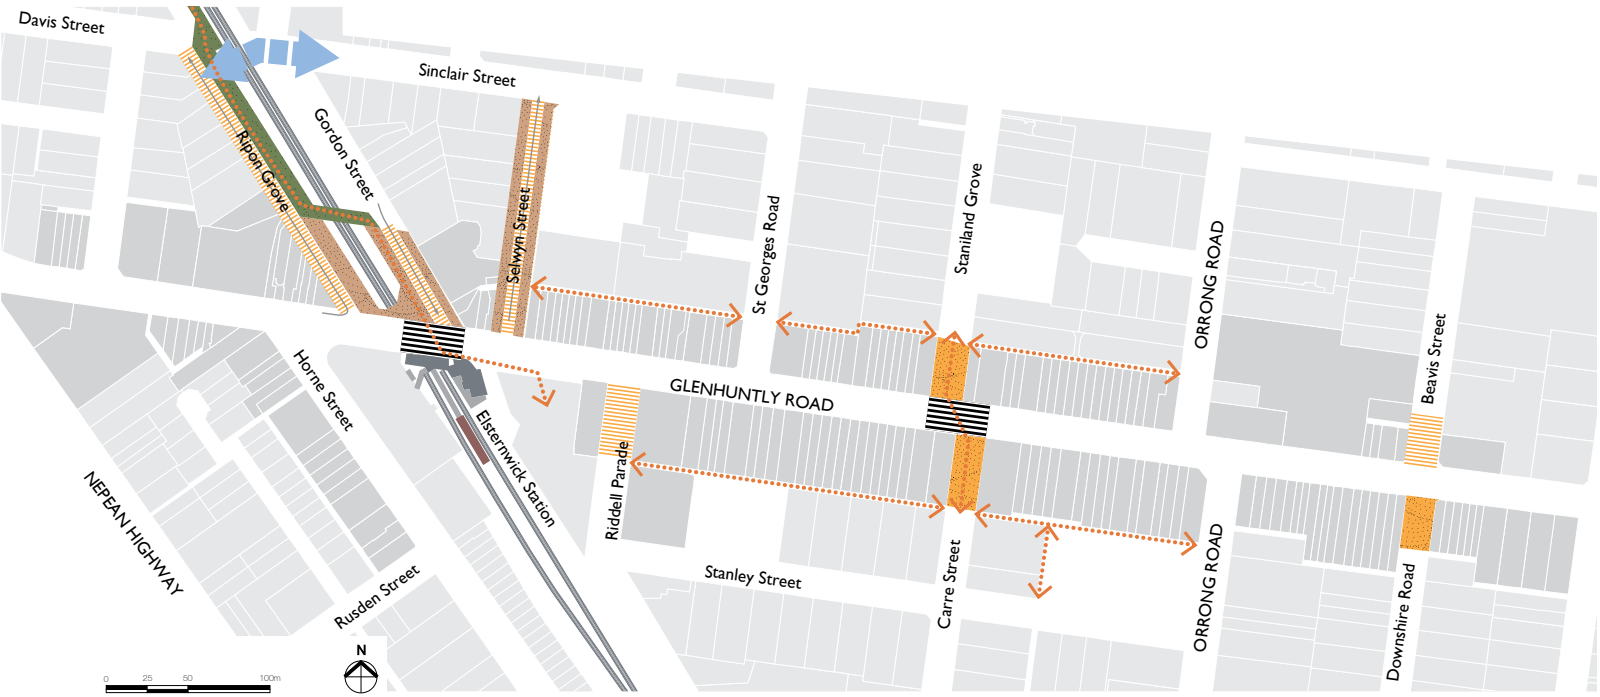 Davis Street
Sinclair Street
Gordon Street
Ripon Grove
Selwyn Street
St Georges Road
Staniland Grove
ORRONG ROAD
Beavis Street
Horne Street
GLENHUNTLY ROAD
Elsternwick Station
Riddell Parade
NEPEAN HIGHWAY
Rusden Street
Stanley Street
Carre Street
ORRONG ROAD
Downshire Road
N
0 25 50 100m